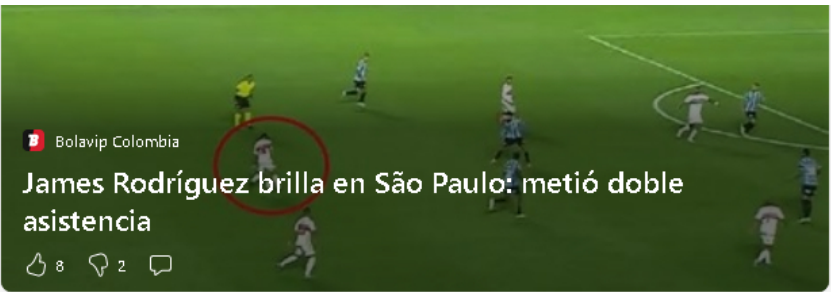 B
Bolavip Colombia
James Rodríguez brilla en São Paulo: metió doble
asistencia
8 2